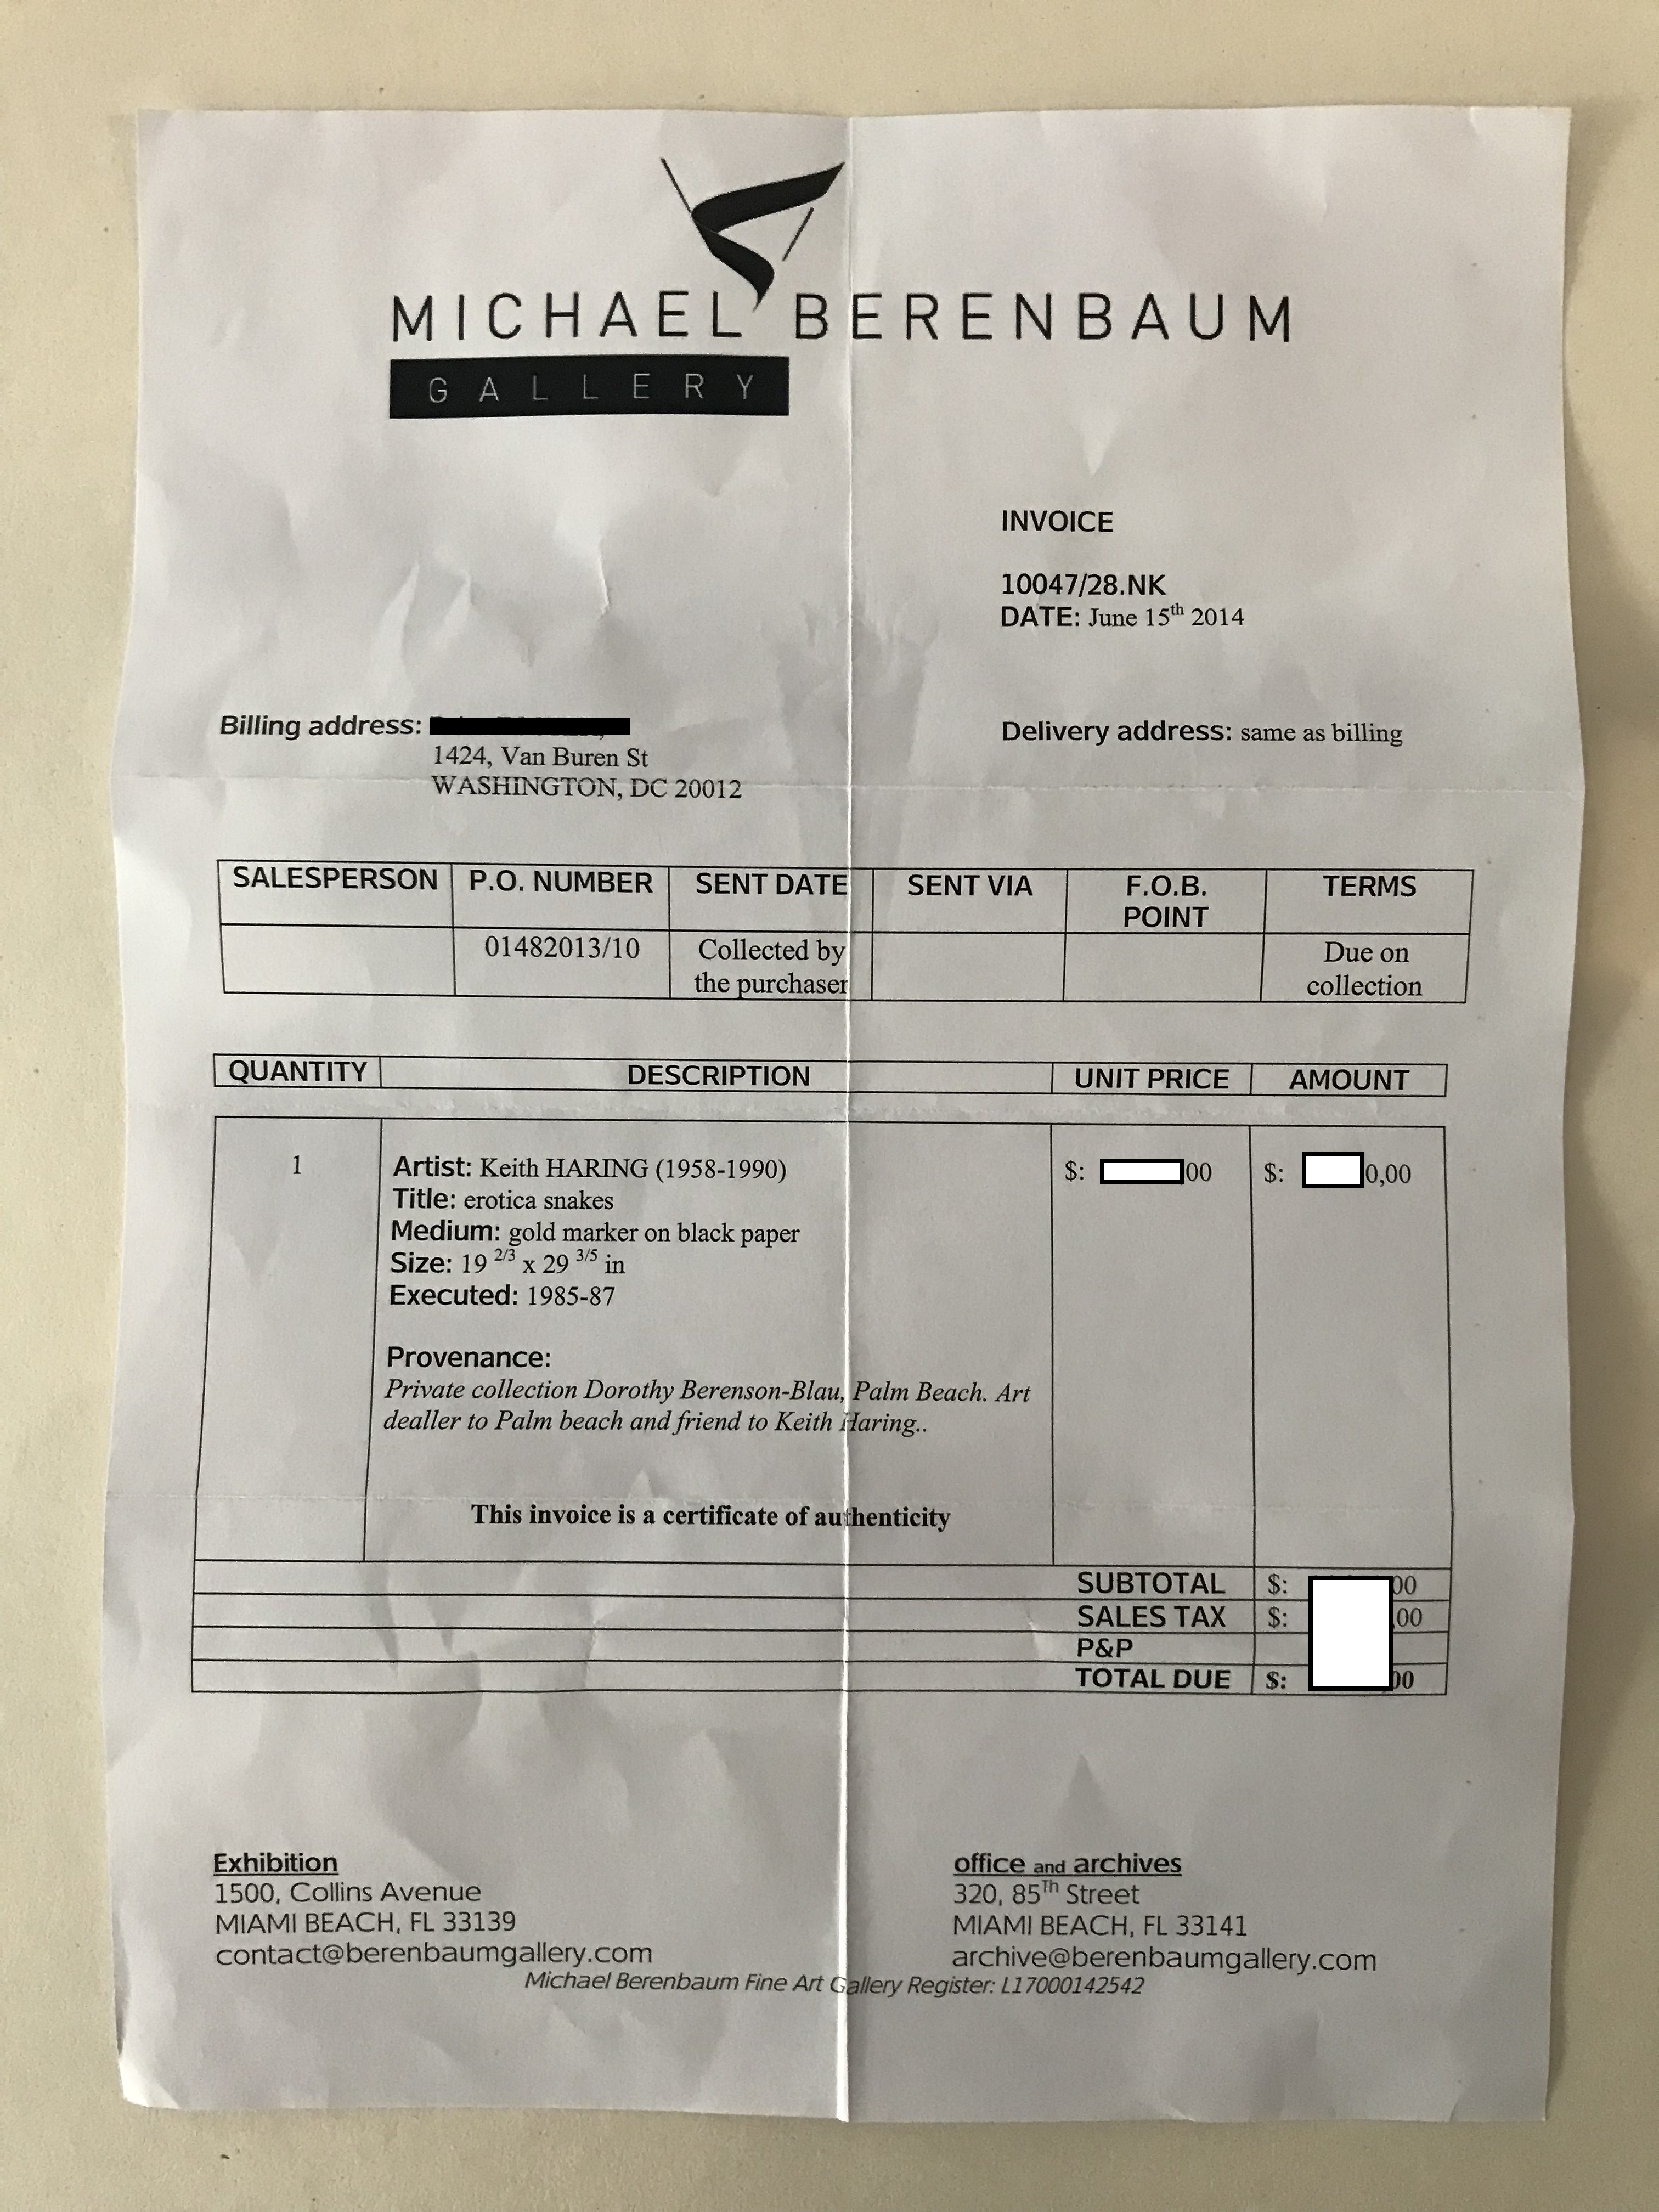 MICHAEL BERENBAUM
GALLERY
INVOICE
10047/28.NK
DATE: June 15th 2014
Billing address:
1424, Van Buren St
WASHINGTON, DC 20012
Delivery address: same as billing
SALESPERSON P.O. NUMBER SENT DATE SENT VIA F.O.B. POINT TERMS
01482013/10 Collected by the purchaser Due on collection
QUANTITY DESCRIPTION UNIT PRICE AMOUNT
1 Artist: Keith HARING (1958-1990) $: 00 $: 0,00
Title: erotica snakes
Medium: gold marker on black paper
Size: 19 2/3 x 29 3/5 in
Executed: 1985-87
Provenance:
Private collection Dorothy Berenson-Blau, Palm Beach. Art
dealler to Palm beach and friend to Keith Haring..
This invoice is a certificate of authenticity
SUBTOTAL $: 00
SALES TAX $: ,00
P&P
TOTAL DUE $: 00
Exhibition
1500, Collins Avenue
MIAMI BEACH, FL 33139
contact@berenbaumgallery.com
office and archives
320, 85Th Street
MIAMI BEACH, FL 33141
archive@berenbaumgallery.com
Michael Berenbaum Fine Art Gallery Register: L17000142542